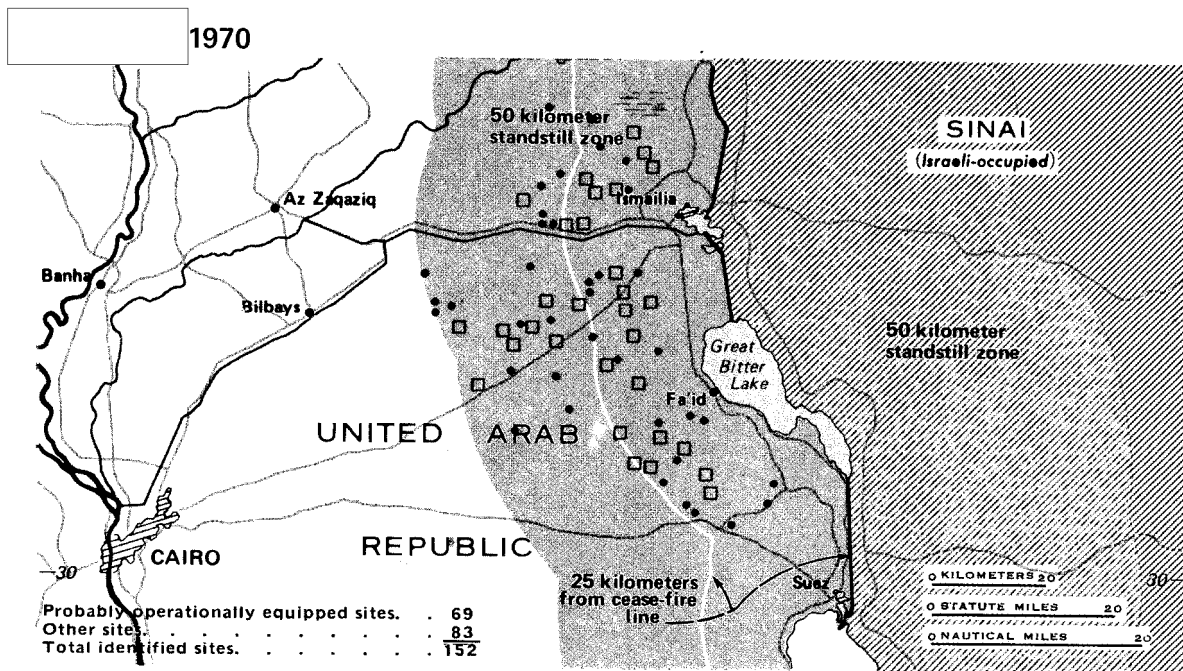 1970
50 kilometer
standstill zone
SINAI
(Israeli-occupied)
Az Zaqaziq
Ismailia
Banha
Bilbays
50 kilometer
standstill zone
Great
Bitter
Lake
Fa'id
UNITED ARAB
REPUBLIC
CAIRO
30
25 kilometers
from cease-fire
line
Suez
30
0 KILOMETERS 20
0 STATUTE MILES 20
0 NAUTICAL MILES 20
Probably operationally equipped sites. . 69
Other sites. . . . . . . . . 83
Total identified sites. . . . . . 152